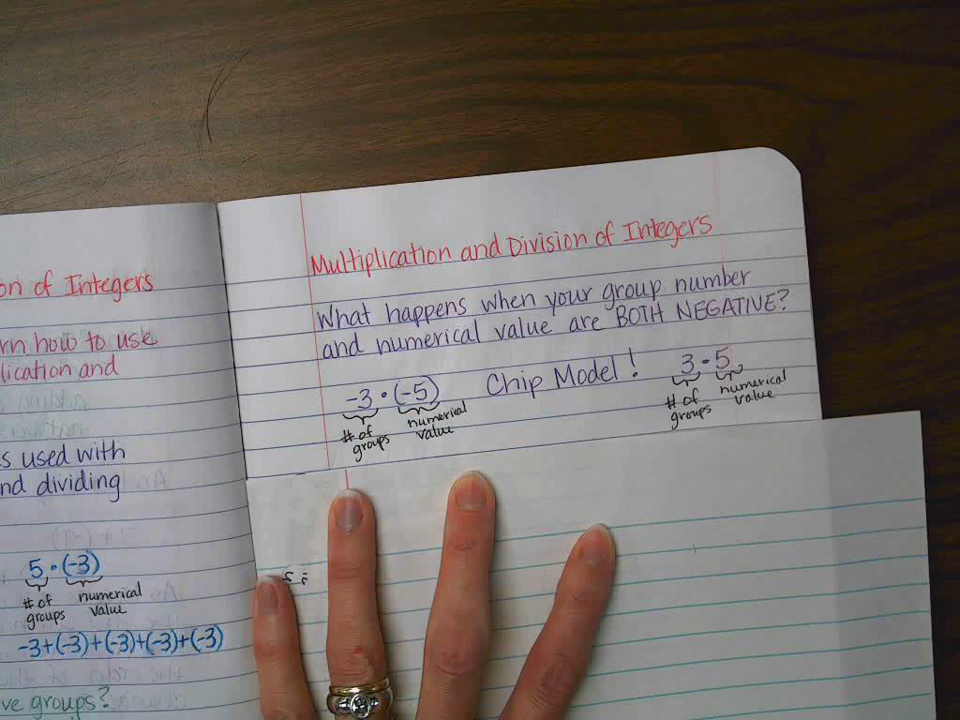 on of Integers
rn how to use
lication and
s used with
nd dividing
5 · (-3)
# of groups
numerical value
-3+(-3)+(-3)+(-3)+(-3)
ve groups?
Multiplication and Division of Integers
What happens when your group number
and numerical value are BOTH NEGATIVE?
-3 · (-5) Chip Model! 3 · 5
# of groups
numerical value
# of groups
numerical value